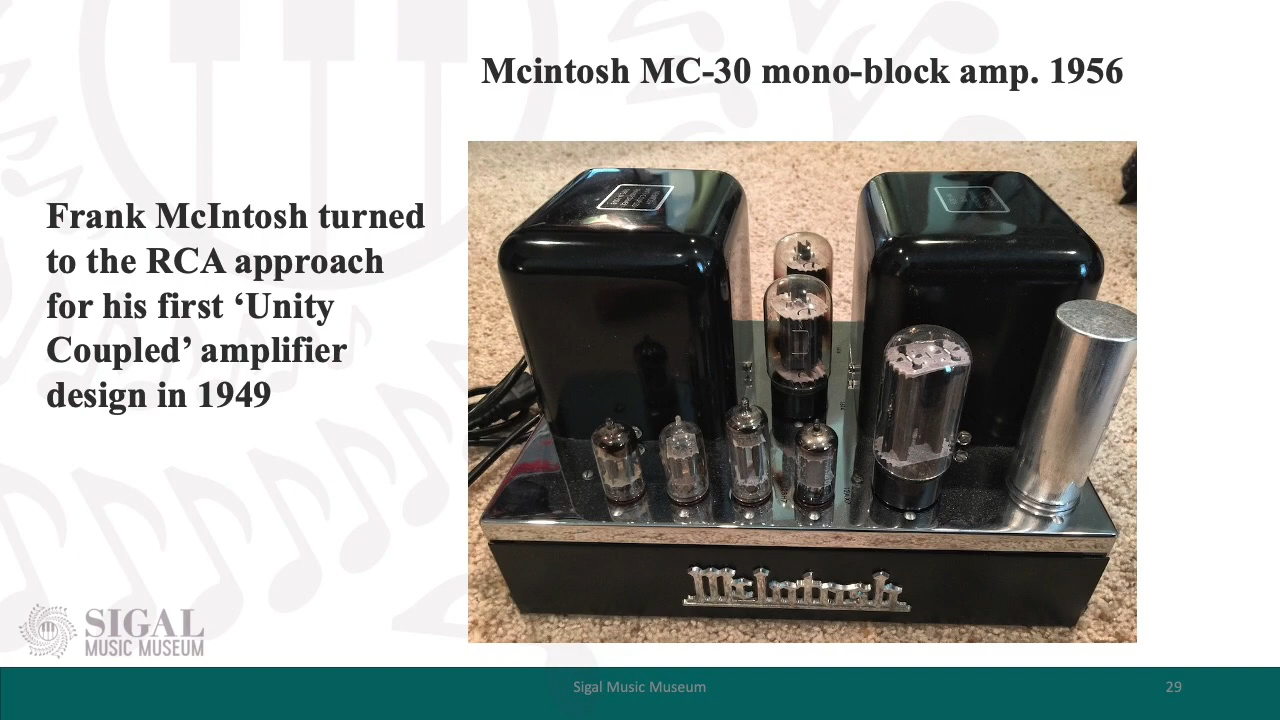 Mcintosh MC-30 mono-block amp. 1956
Frank McIntosh turned
to the RCA approach
for his first ‘Unity
Coupled’ amplifier
design in 1949
McIntosh
SIGAL
MUSIC MUSEUM
Sigal Music Museum
29